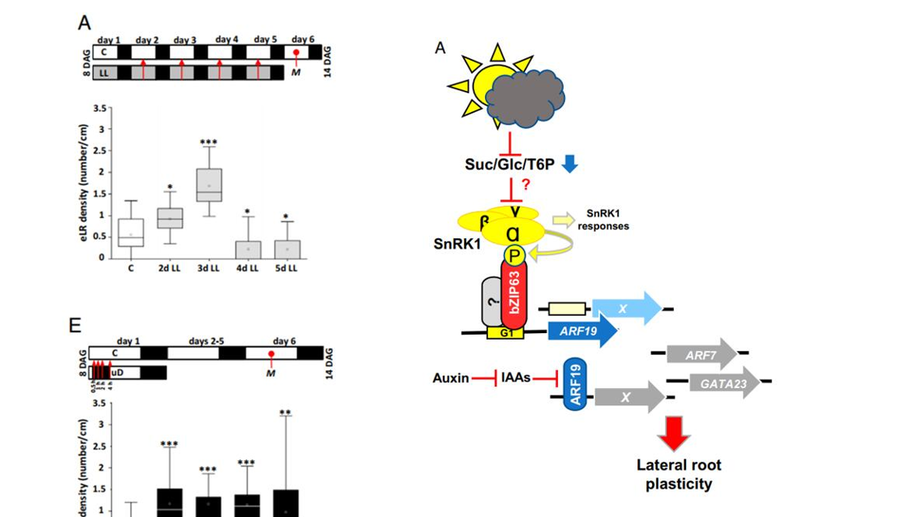 A
day 1 day 2 day 3 day 4 day 5 day 6
8 DAG
C
LL
M
14 DAG
eLR density (number/cm)
3.5
3
2.5
2
1.5
1
0.5
0
*
***
*
*
C 2d LL 3d LL 4d LL 5d LL
E
day 1 days 2-5 day 6
8 DAG
C
uD
M
14 DAG
density (number/cm)
3.5
3
2.5
2
1.5
***
***
***
**
A
Suc/Glc/T6P
?
β γ
α
SnRK1
SnRK1
responses
P
?
bZIP63
G1
X
ARF19
ARF7
GATA23
Auxin IAAs
ARF19
X
Lateral root
plasticity